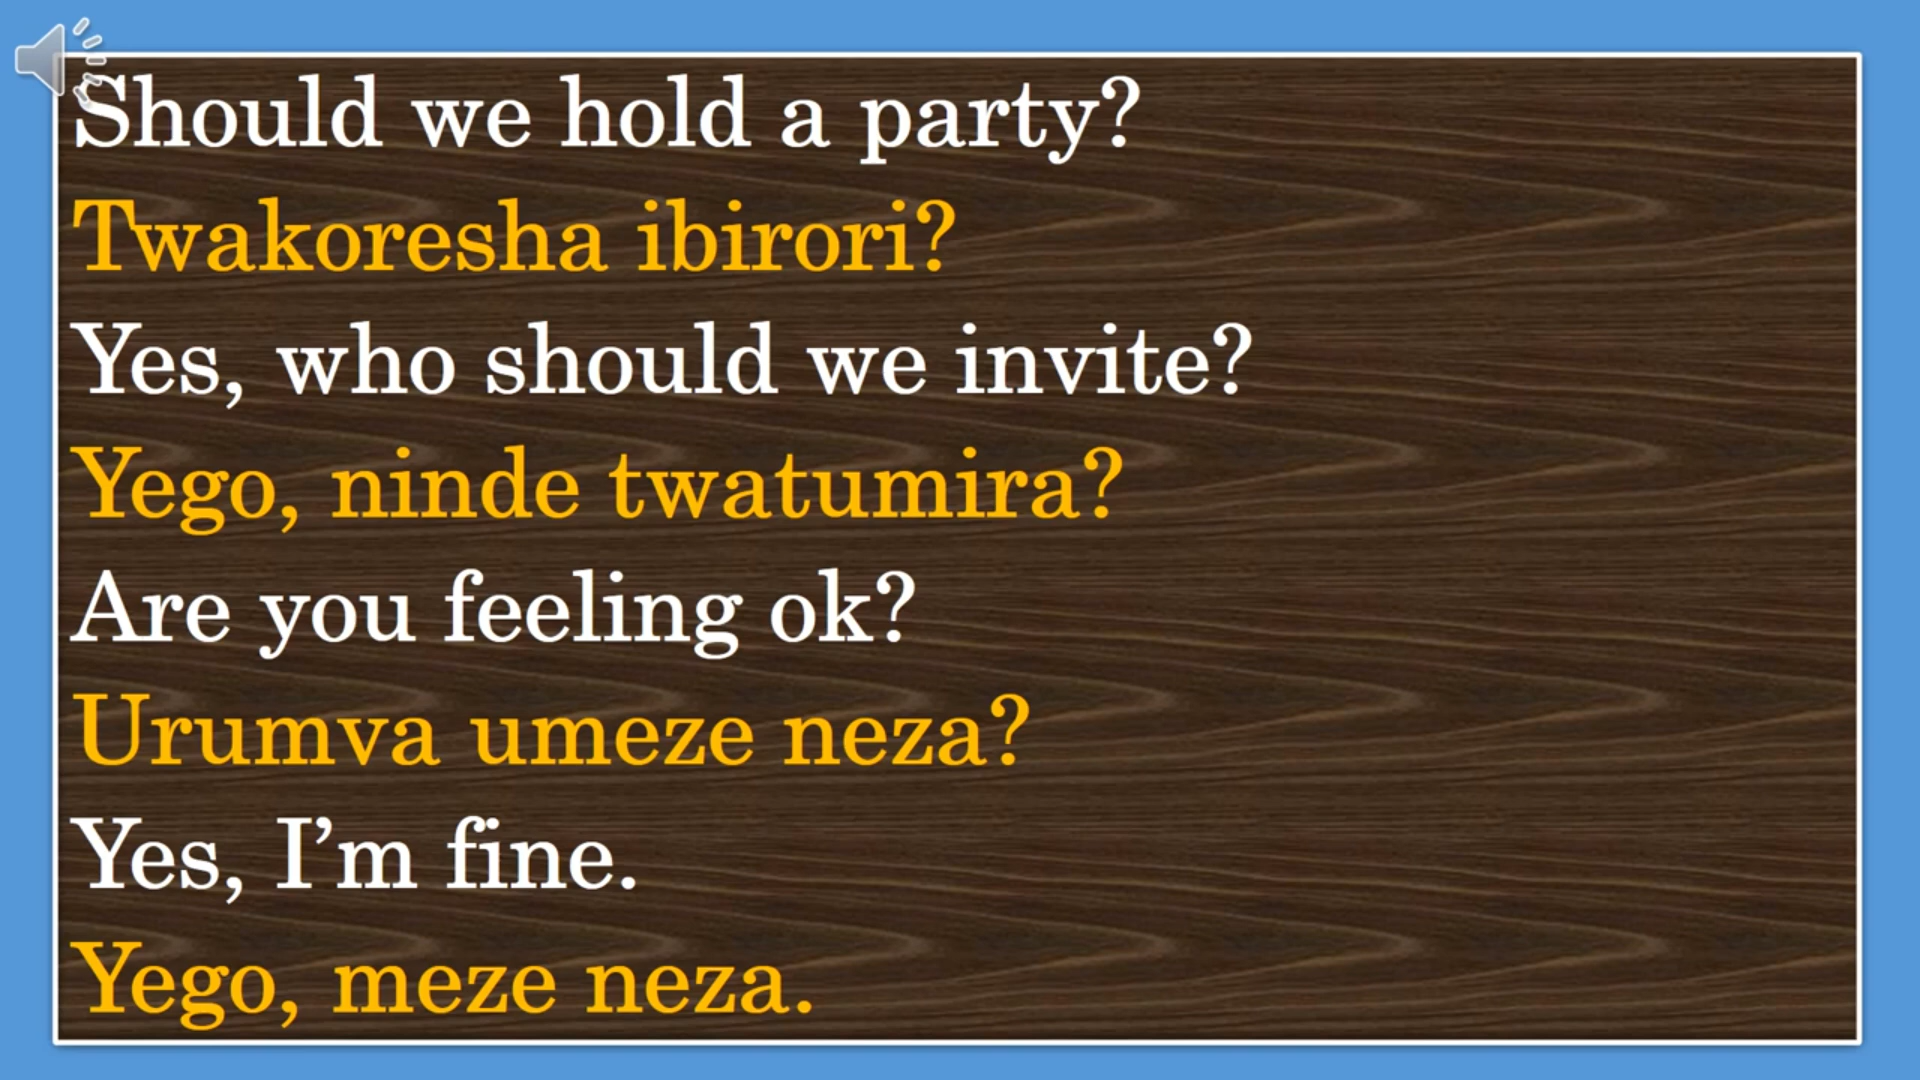 Should we hold a party?
Twakoresha ibirori?
Yes, who should we invite?
Yego, ninde twatumira?
Are you feeling ok?
Urumva umeze neza?
Yes, I’m fine.
Yego, meze neza.